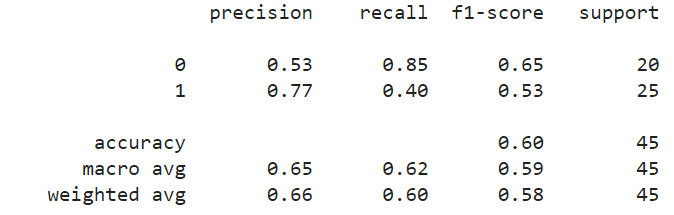 precision recall f1-score support
0 0.53 0.85 0.65 20
1 0.77 0.40 0.53 25
accuracy 0.60 45
macro avg 0.65 0.62 0.59 45
weighted avg 0.66 0.60 0.58 45